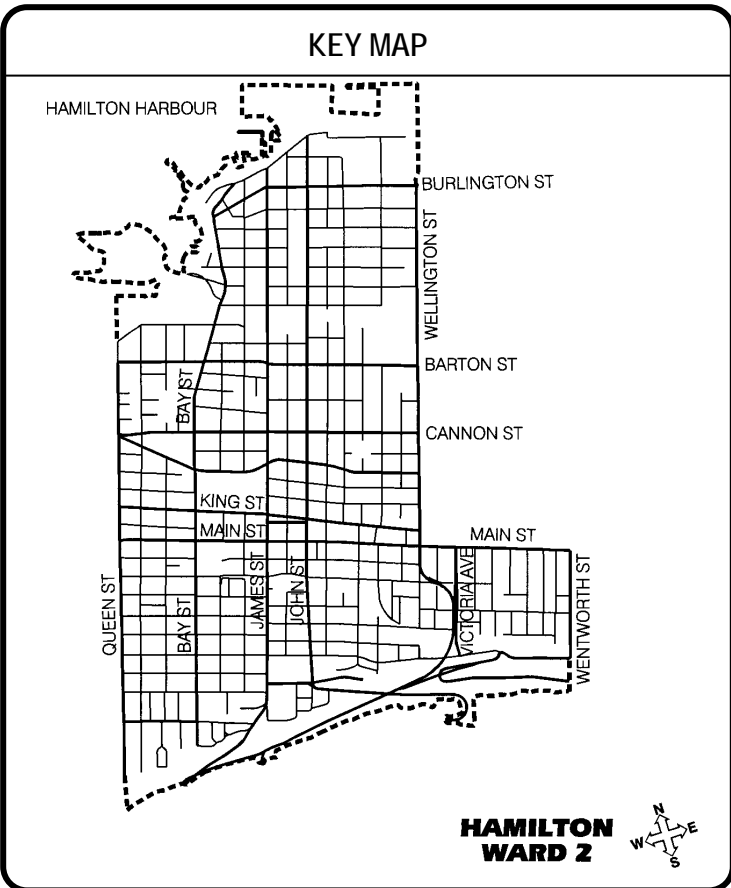 KEY MAP
HAMILTON HARBOUR
BURLINGTON ST
WELLINGTON ST
BARTON ST
BAY ST
CANNON ST
KING ST
MAIN ST
MAIN ST
QUEEN ST
BAY ST
JAMES ST
JOHN ST
VICTORIA AVE
WENTWORTH ST
HAMILTON
WARD 2
N
W E
S